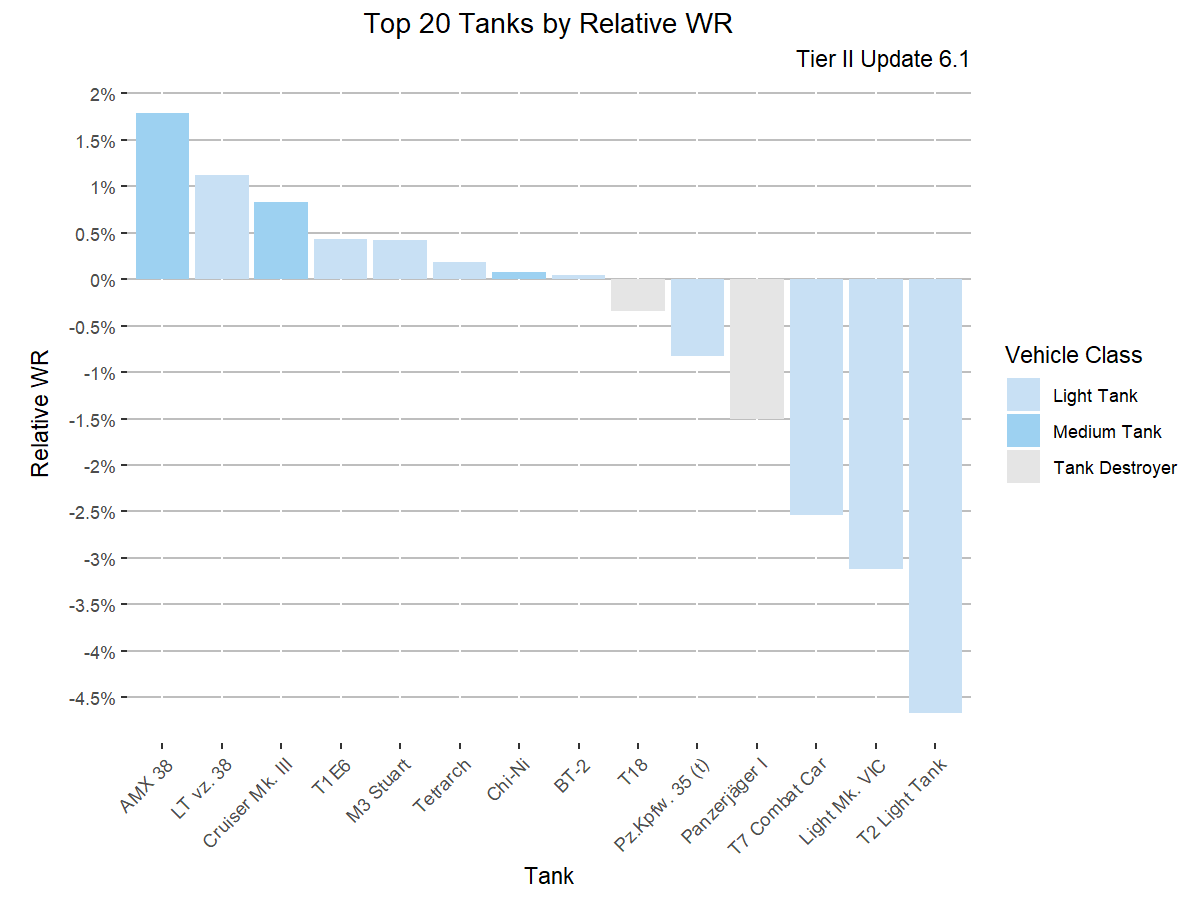 Top 20 Tanks by Relative WR
Tier II Update 6.1
2%
1.5%
1%
0.5%
0%
-0.5%
-1%
-1.5%
-2%
-2.5%
-3%
-3.5%
-4%
-4.5%
Relative WR
AMX 38
LT vz. 38
Cruiser Mk. III
T1E6
M3 Stuart
Tetrarch
Chi-Ni
BT-2
T18
Pz.Kpfw. 35 (t)
Panzerjäger I
T7 Combat Car
Light Mk. VIC
T2 Light Tank
Tank
Vehicle Class
Light Tank
Medium Tank
Tank Destroyer